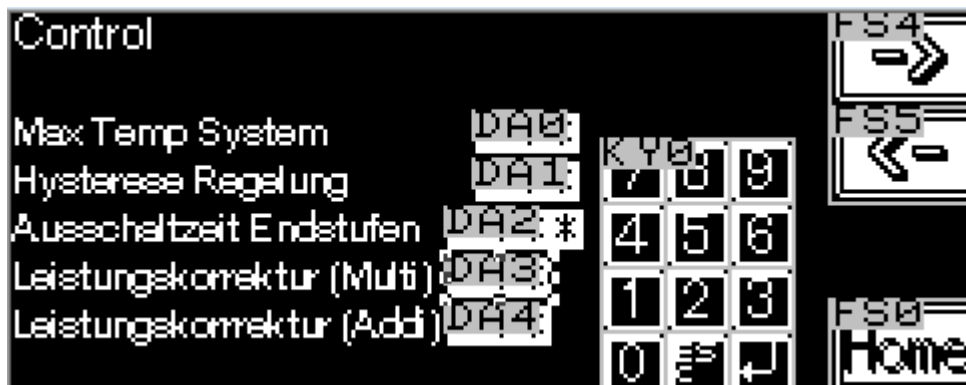 Control
FS4
Max Temp System DA0
FS5
Hysterese Regelung DA1
KY0
7 8 9
Ausschaltzeit Endstufen DA2 *
4 5 6
Leistungskorrektur (Multi) DA3
1 2 3
Leistungskorrektur (Addi) DA4
FS0
Home
0